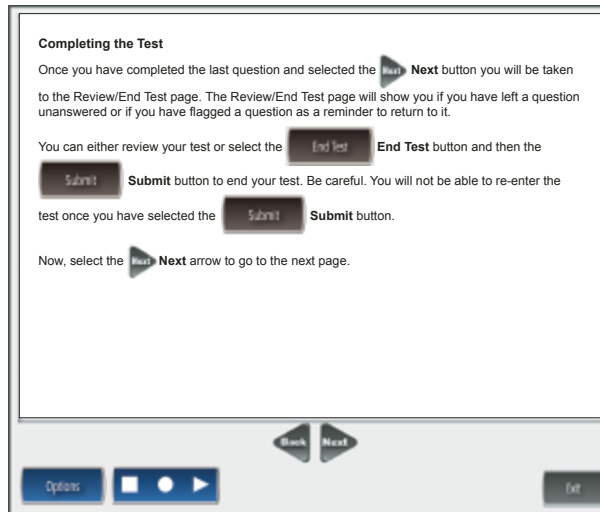 Completing the Test
Once you have completed the last question and selected the Next Next button you will be taken
to the Review/End Test page. The Review/End Test page will show you if you have left a question
unanswered or if you have flagged a question as a reminder to return to it.
You can either review your test or select the End Test End Test button and then the
Submit Submit button to end your test. Be careful. You will not be able to re-enter the
test once you have selected the Submit Submit button.
Now, select the Next Next arrow to go to the next page.
Back Next
Options Exit